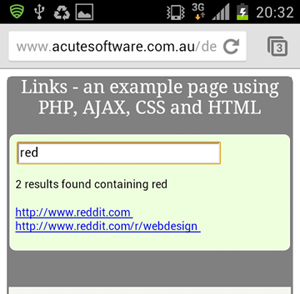 3G 20:32
www.acutesoftware.com.au/de 3
Links - an example page using
PHP, AJAX, CSS and HTML
red
2 results found containing red
http://www.reddit.com
http://www.reddit.com/r/webdesign